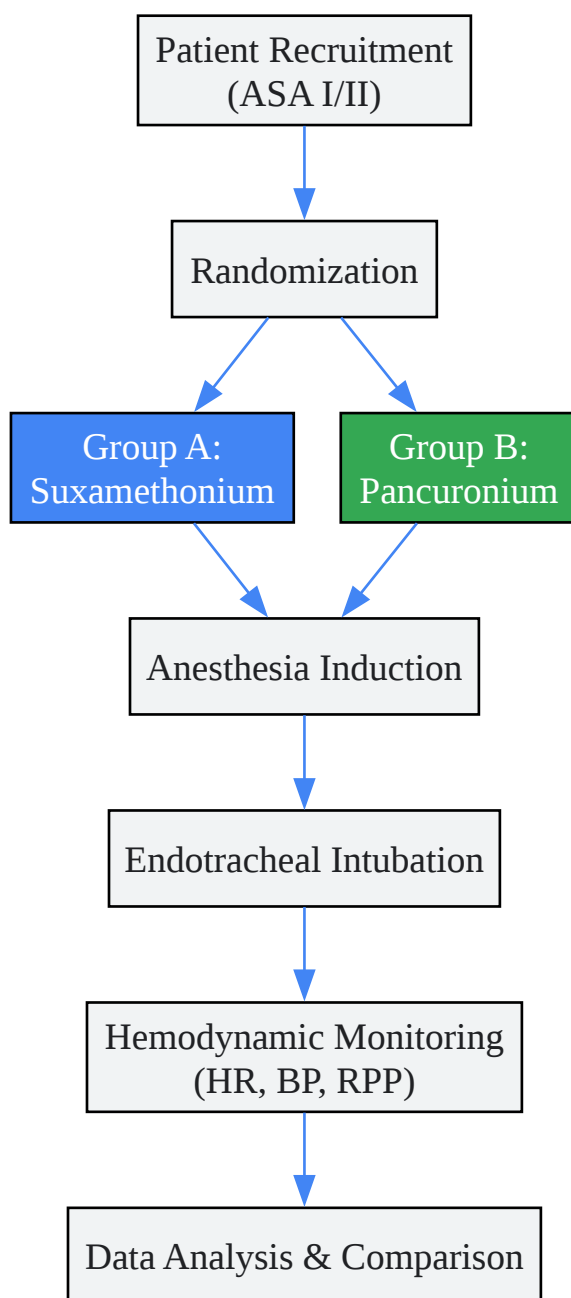 Patient Recruitment
(ASA I/II)
Randomization
Group A:
Suxamethonium
Group B:
Pancuronium
Anesthesia Induction
Endotracheal Intubation
Hemodynamic Monitoring
(HR, BP, RPP)
Data Analysis & Comparison